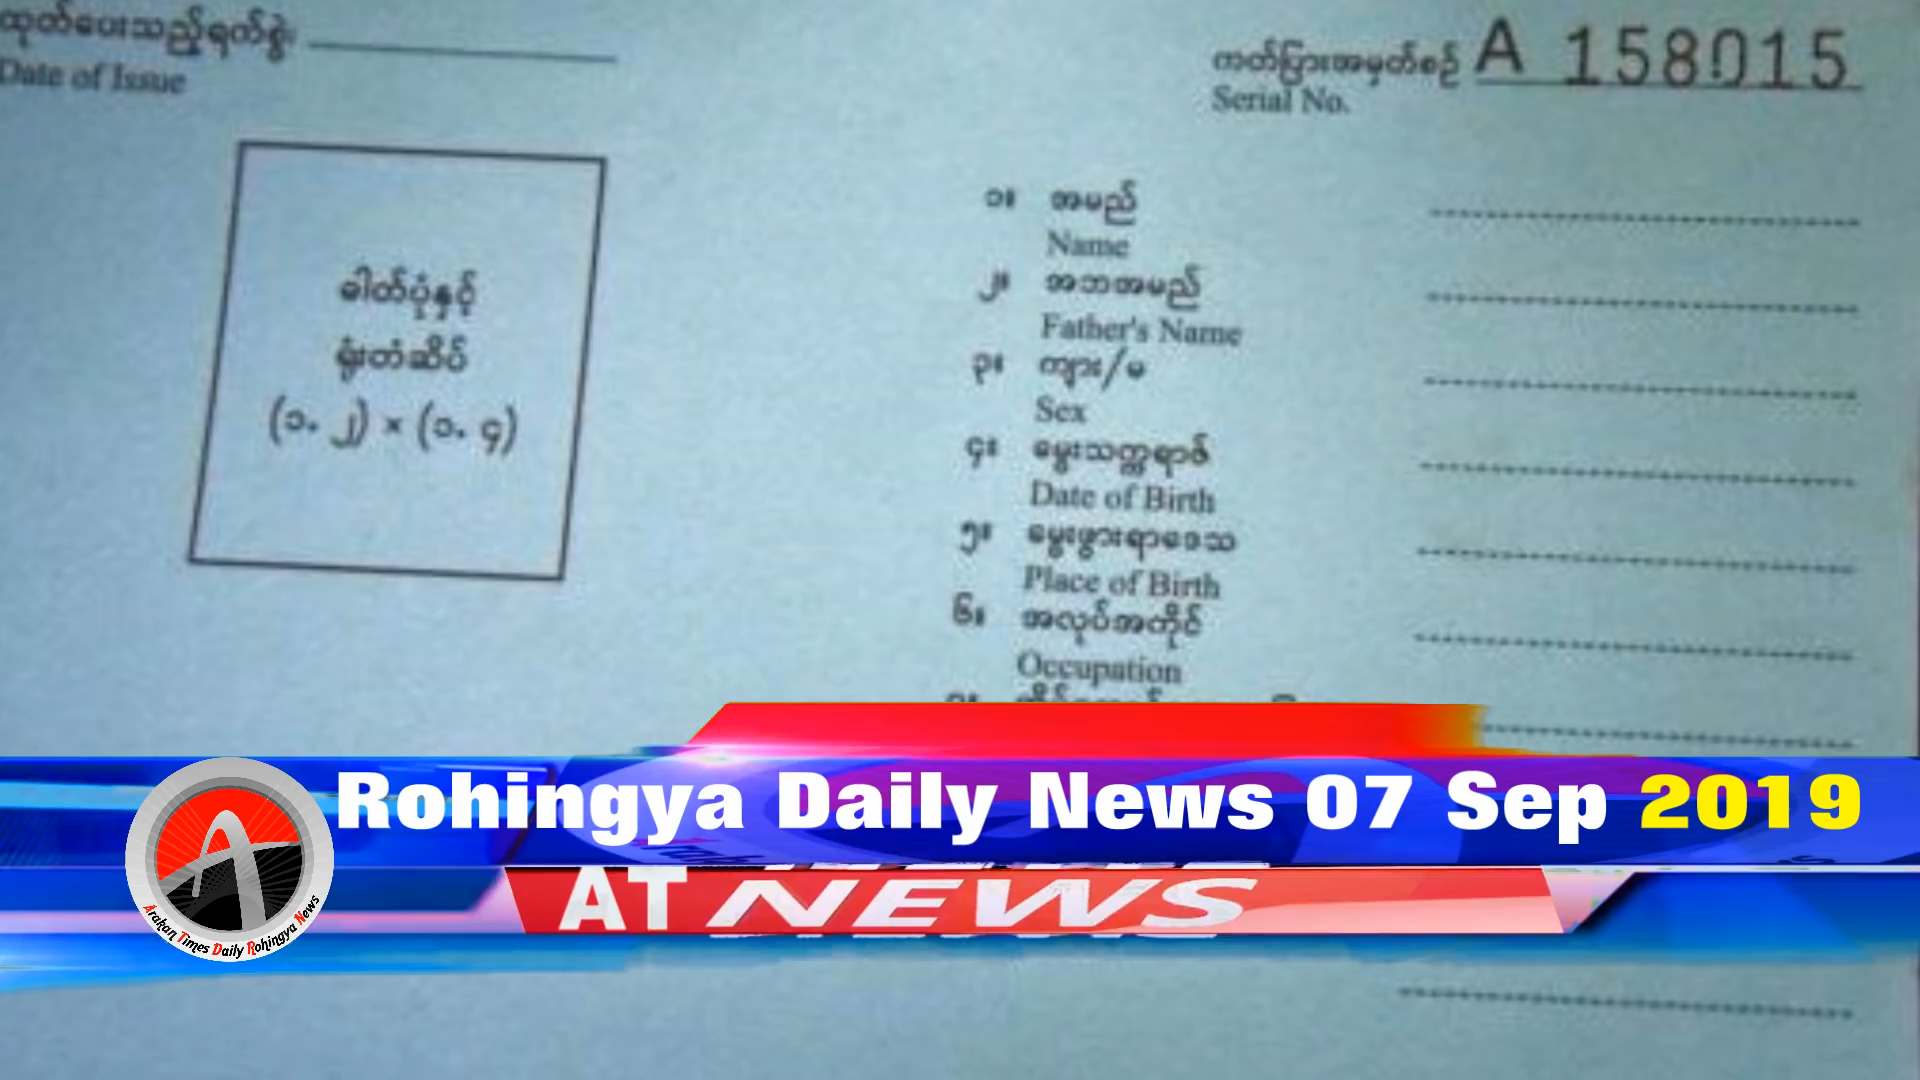 ထုတ်ပေးသည့်ရက်စွဲ
Date of Issue
ကတ်ပြားအမှတ်စဉ် A 158015
Serial No.
ဓါတ်ပုံနှင့်
ရုံးတံဆိပ်
(၁. ၂) × (၁. ၄)
၁။ အမည်
Name
၂။ အဘအမည်
Father's Name
၃။ ကျား/မ
Sex
၄။ မွေးသက္ကရာဇ်
Date of Birth
၅။ မွေးဖွားရာဒေသ
Place of Birth
၆။ အလုပ်အကိုင်
Occupation
Rohingya Daily News 07 Sep 2019
AT NEWS
Arakan Times Daily Rohingya News